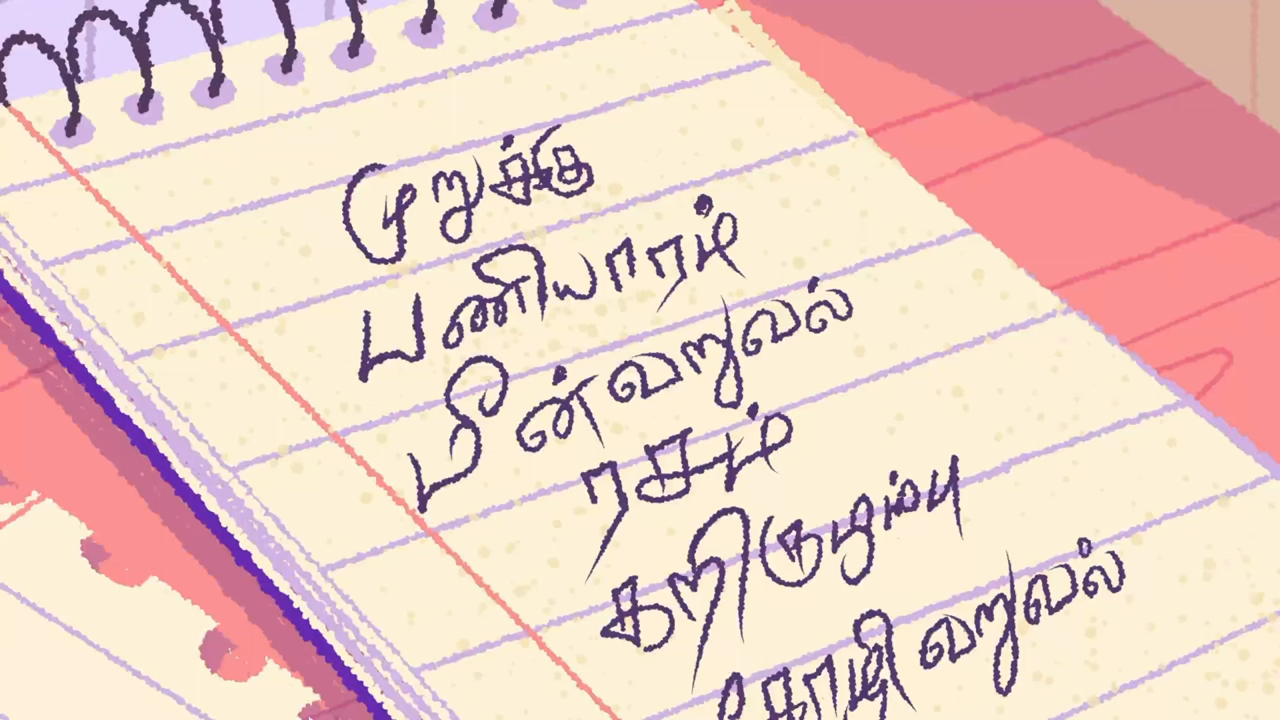 முறுக்கு
பணியாரம்
மீன் வறுவல்
ரசம்
கறிகுழம்பு
கோழி வறுவல்